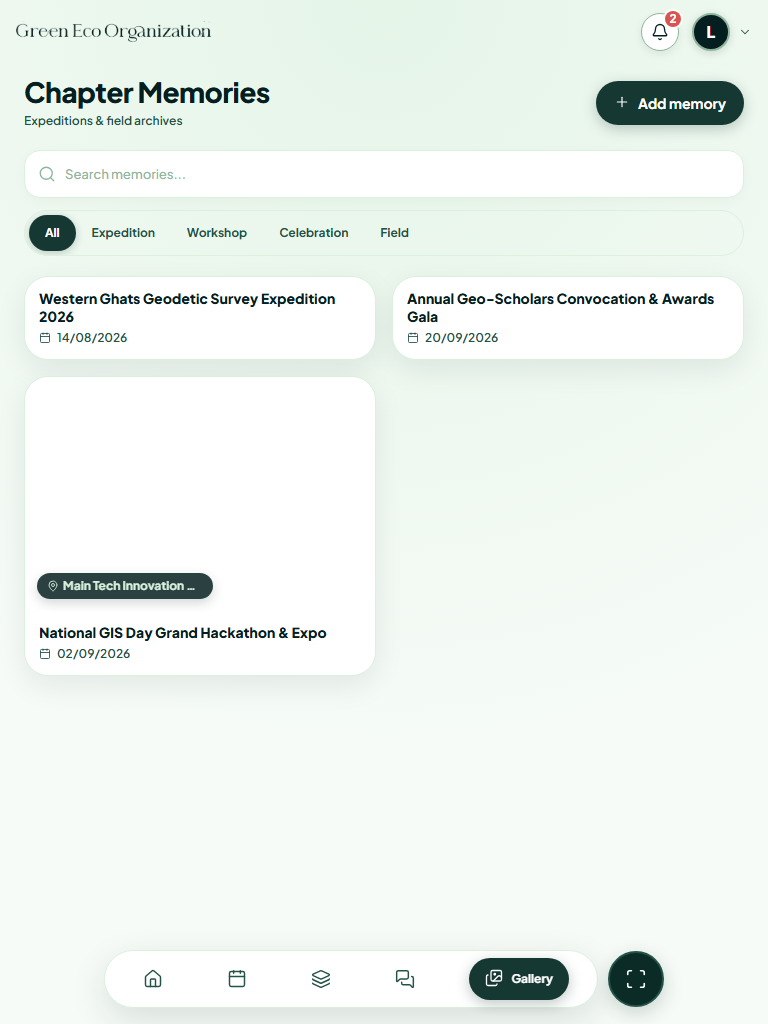 Green Eco Organization
2
L
Chapter Memories
Expeditions & field archives
+ Add memory
Search memories...
All
Expedition
Workshop
Celebration
Field
Western Ghats Geodetic Survey Expedition
2026
14/08/2026
Annual Geo-Scholars Convocation & Awards
Gala
20/09/2026
Main Tech Innovation ...
National GIS Day Grand Hackathon & Expo
02/09/2026
Gallery